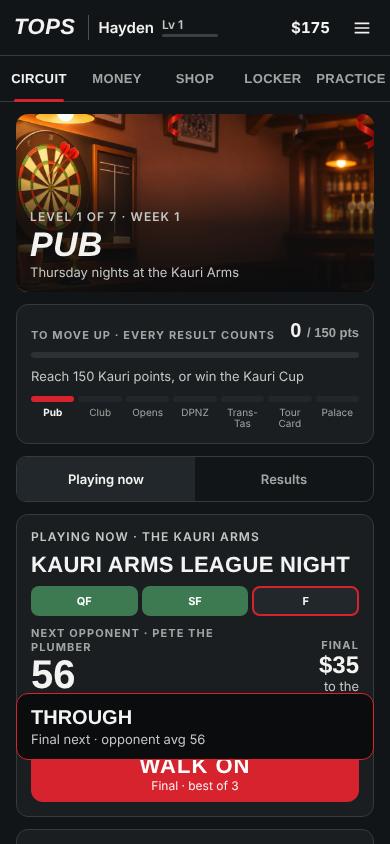 TOPS
Hayden
Lv 1
$175
CIRCUIT
MONEY
SHOP
LOCKER
PRACTICE
LEVEL 1 OF 7 · WEEK 1
PUB
Thursday nights at the Kauri Arms
TO MOVE UP · EVERY RESULT COUNTS
0 / 150 pts
Reach 150 Kauri points, or win the Kauri Cup
Pub
Club
Opens
DPNZ
Trans-
Tas
Tour
Card
Palace
Playing now
Results
PLAYING NOW · THE KAURI ARMS
KAURI ARMS LEAGUE NIGHT
QF
SF
F
NEXT OPPONENT · PETE THE
PLUMBER
56
FINAL
$35
to the
THROUGH
Final next · opponent avg 56
WALK ON
Final · best of 3